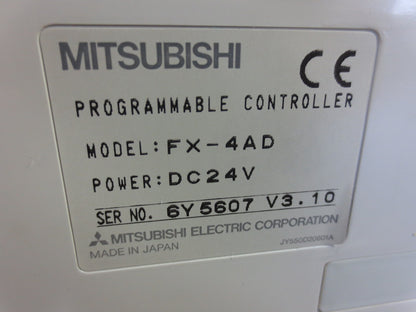 MITSUBISHI
CE
PROGRAMMABLE CONTROLLER
MODEL: FX-4AD
POWER: DC24V
SER NO. 6Y5607 V3.10
MITSUBISHI ELECTRIC CORPORATION
MADE IN JAPAN